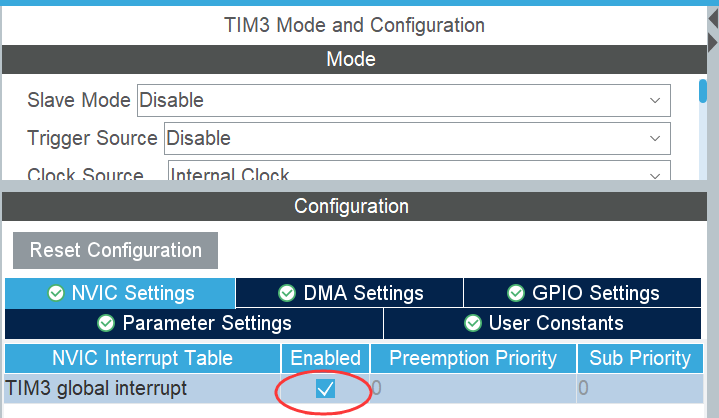 TIM3 Mode and Configuration
Mode
Slave Mode Disable
Trigger Source Disable
Clock Source Internal Clock
Configuration
Reset Configuration
NVIC Settings DMA Settings GPIO Settings
Parameter Settings User Constants
NVIC Interrupt Table Enabled Preemption Priority Sub Priority
TIM3 global interrupt 0 0